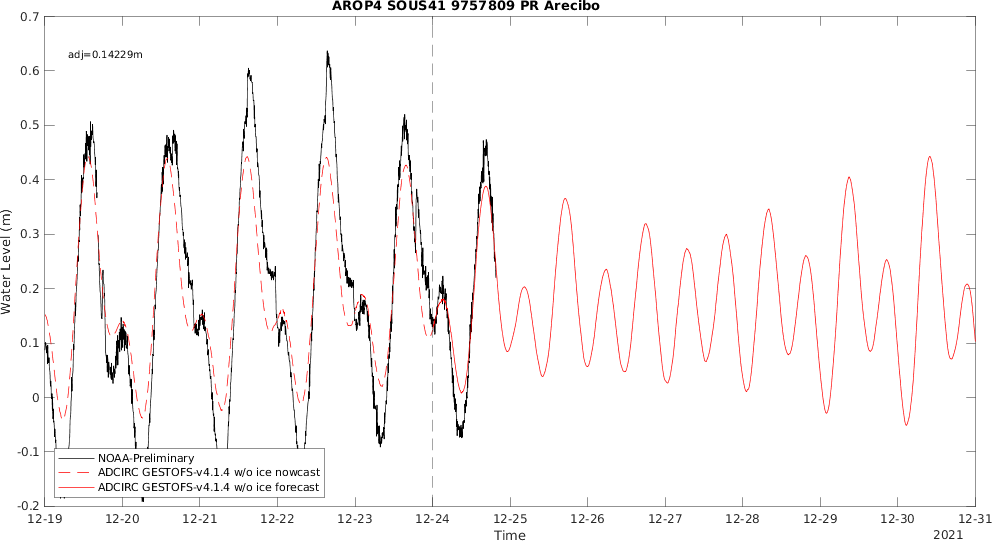 AROP4 SOUS41 9757809 PR Arecibo
adj=0.14229m
Water Level (m)
0.7
0.6
0.5
0.4
0.3
0.2
0.1
0
-0.1
-0.2
NOAA-Preliminary
ADCIRC GESTOFS-v4.1.4 w/o ice nowcast
ADCIRC GESTOFS-v4.1.4 w/o ice forecast
12-19 12-20 12-21 12-22 12-23 12-24 12-25 12-26 12-27 12-28 12-29 12-30 12-31
Time
2021